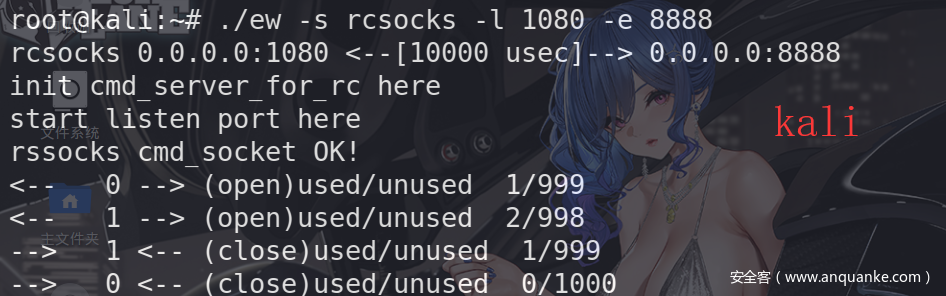 root@kali:~# ./ew -s rcsocks -l 1080 -e 8888
rcsocks 0.0.0.0:1080 <--[10000 usec]--> 0.0.0.0:8888
init cmd_server_for_rc here
start listen port here
文件系统
kali
rssocks cmd_socket OK!
<--   0 --> (open)used/unused  1/999
<--   1 --> (open)used/unused  2/998
主文件夹
-->   1 <-- (close)used/unused  1/999
-->   0 <-- (close)used/unused  0/1000
安全客（www.anquanke.com）